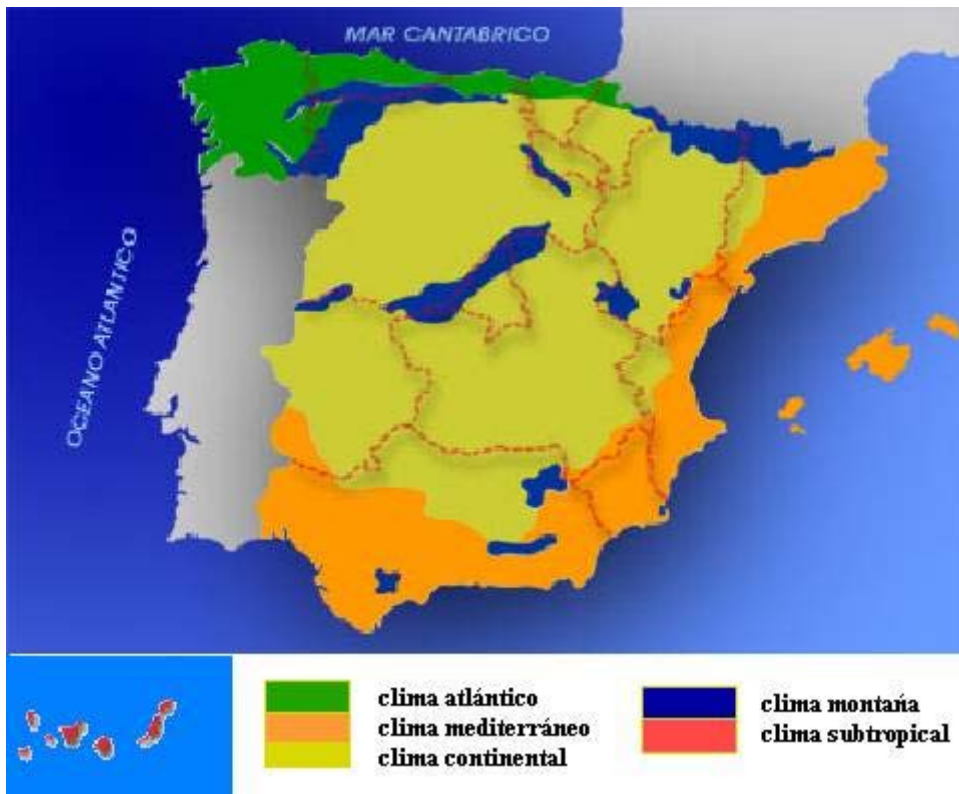 MAR CANTABRICO
OCEANO ATLANTICO
clima atlántico
clima mediterráneo
clima continental
clima montaña
clima subtropical